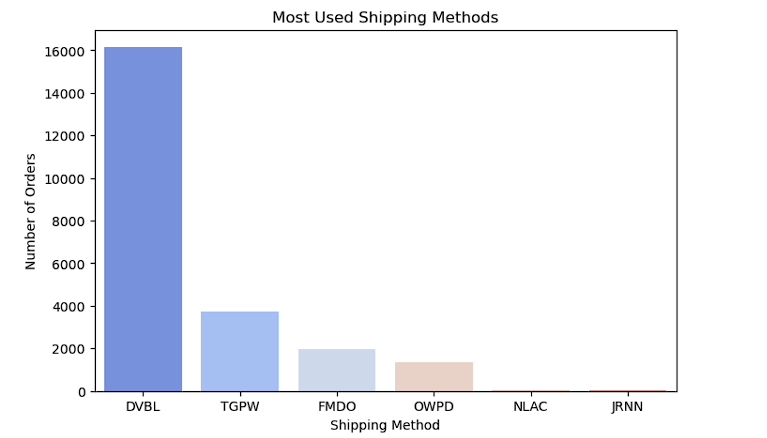 Most Used Shipping Methods
16000
14000
12000
10000
8000
6000
4000
2000
0
Number of Orders
DVBL TGPW FMDO OWPD NLAC JRNN
Shipping Method